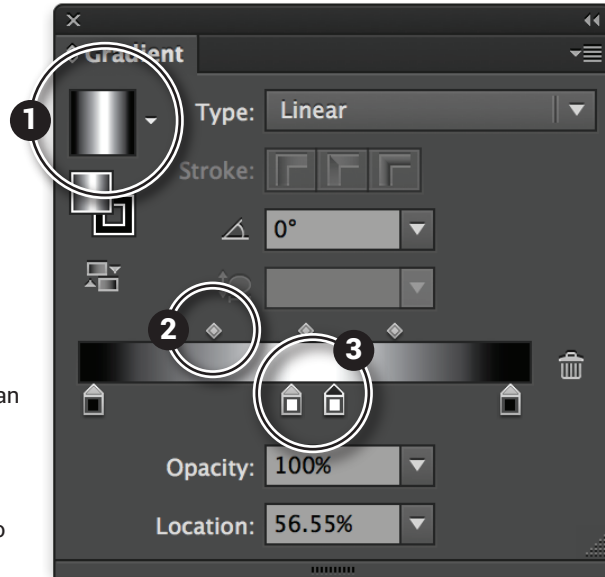 Gradient
1
Type: Linear
Stroke:
0°
2
3
an
Opacity: 100%
o
Location: 56.55%